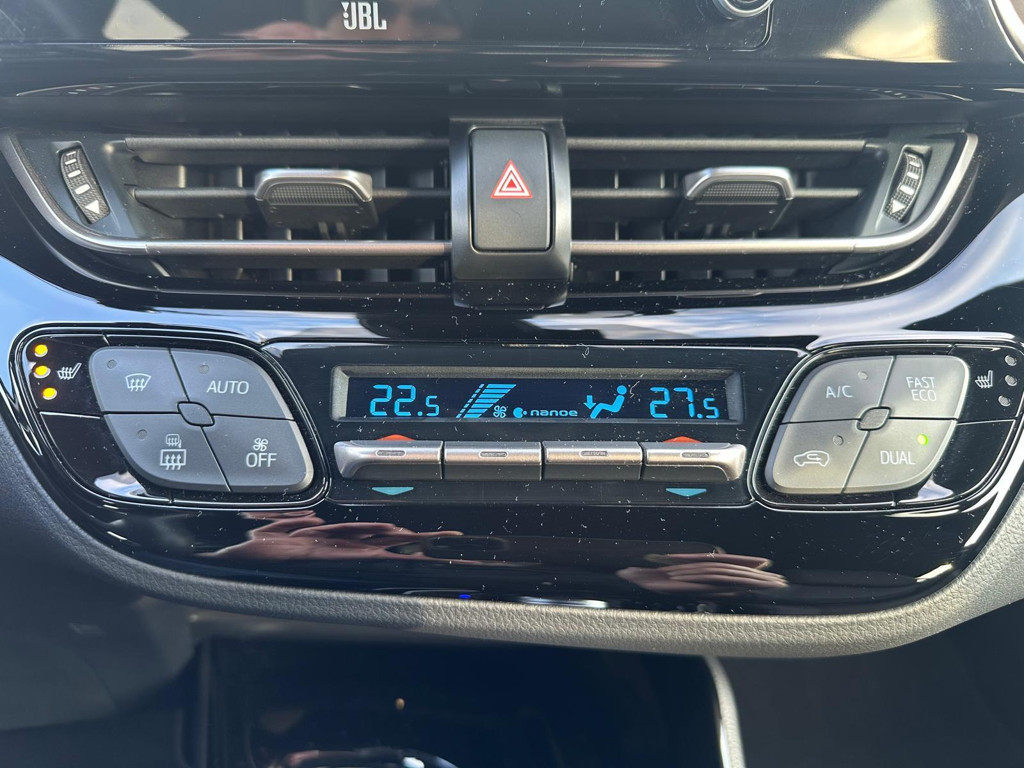 JBL
AUTO
OFF
22.5
nanoe
27.5
A/C
FAST
ECO
DUAL